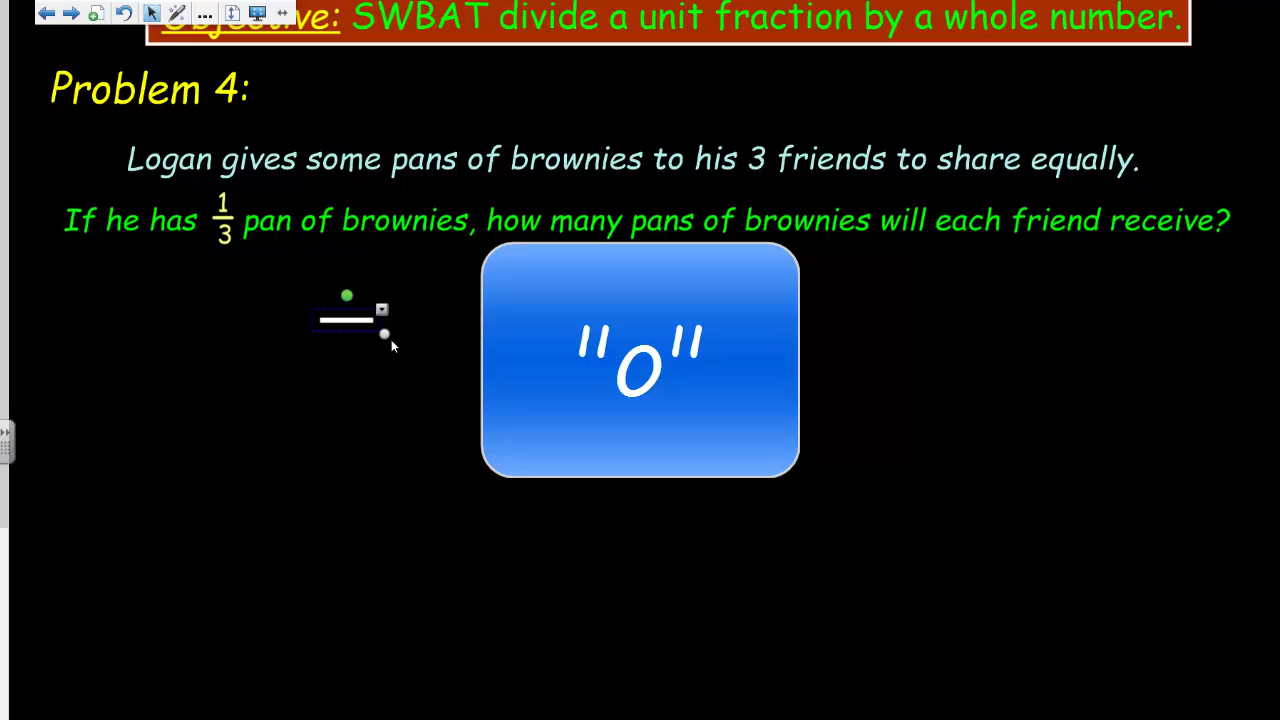 Objective: SWBAT divide a unit fraction by a whole number.
Problem 4:
Logan gives some pans of brownies to his 3 friends to share equally.
If he has 1/3 pan of brownies, how many pans of brownies will each friend receive?
"0"